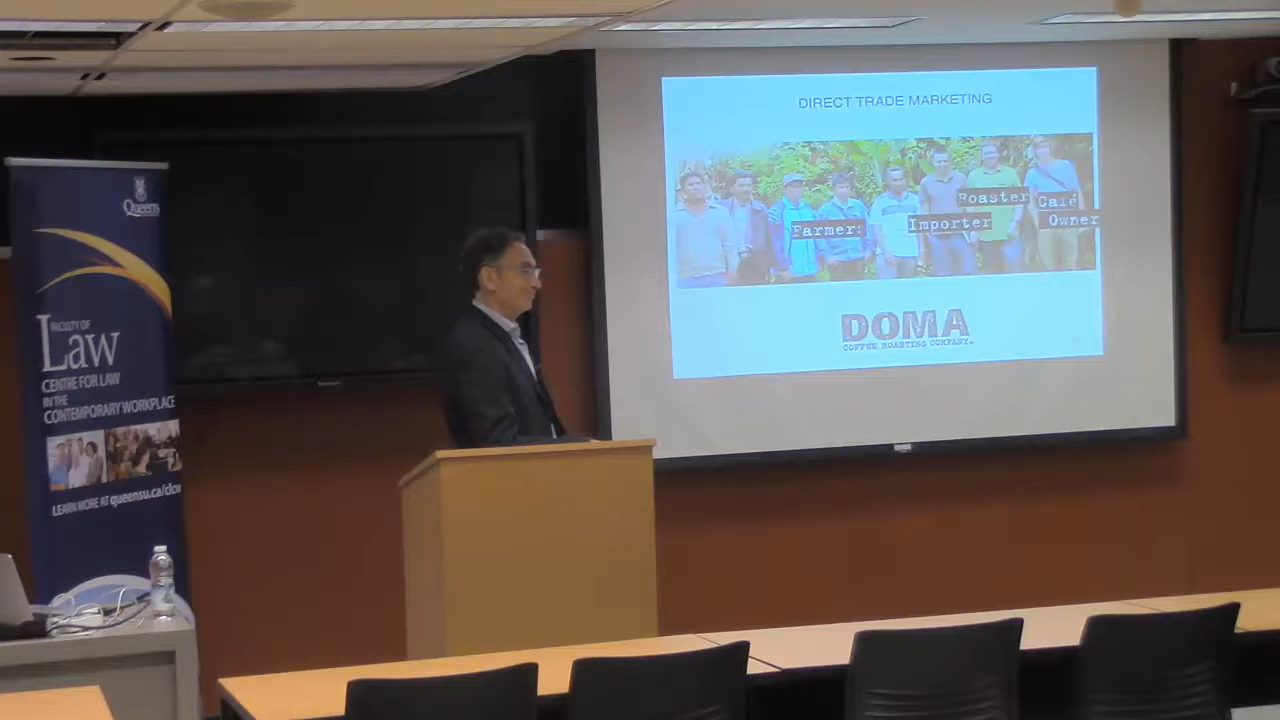 Queen's
FACULTY OF
Law
CENTRE FOR LAW
IN THE
CONTEMPORARY WORKPLACE
LEARN MORE AT queensu.ca/clcw
DIRECT TRADE MARKETING
Farmer:
Importer
Roaster
Café
Owner
DOMA
COFFEE ROASTING COMPANY.